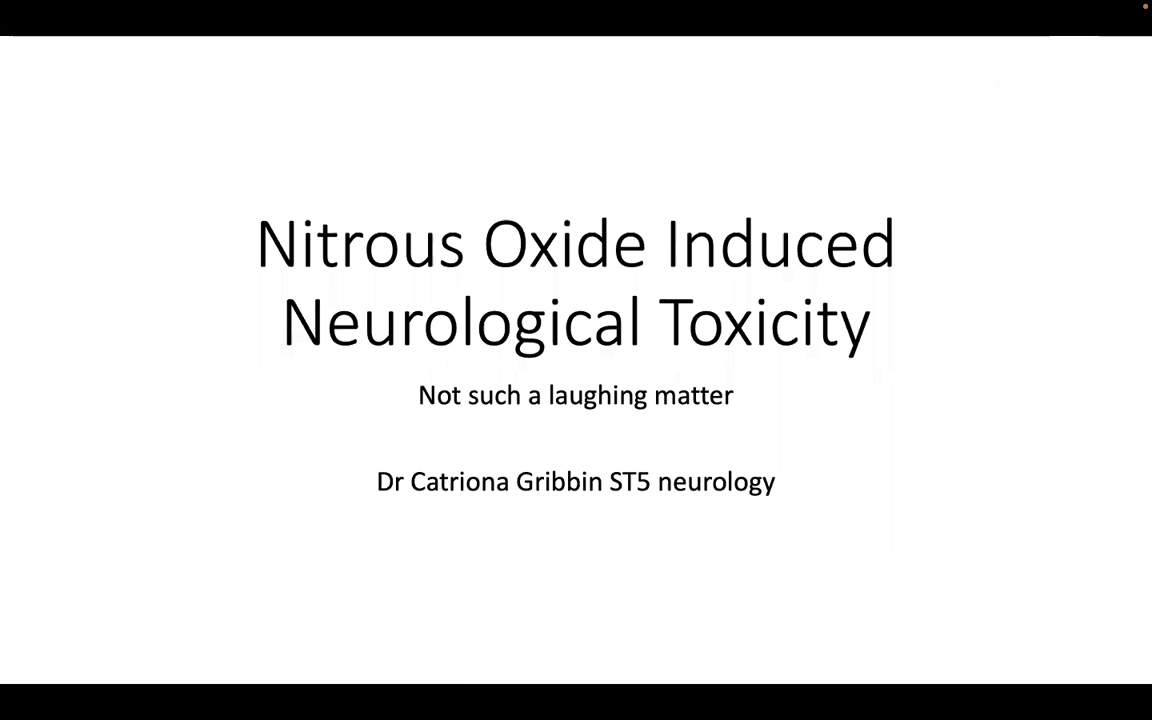 Nitrous Oxide Induced
Neurological Toxicity
Not such a laughing matter
Dr Catriona Gribbin ST5 neurology